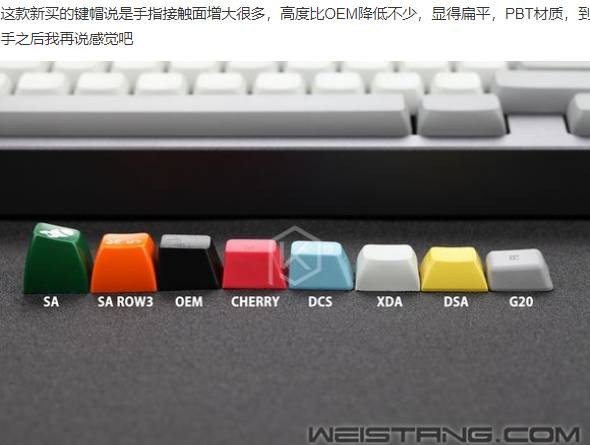 这款新买的键帽说是手指接触面增大很多，高度比OEM降低不少，显得扁平，PBT材质，到
手之后我再说感觉吧
SA
SA ROW3
OEM
CHERRY
DCS
XDA
DSA
G20
WEISTANG.COM